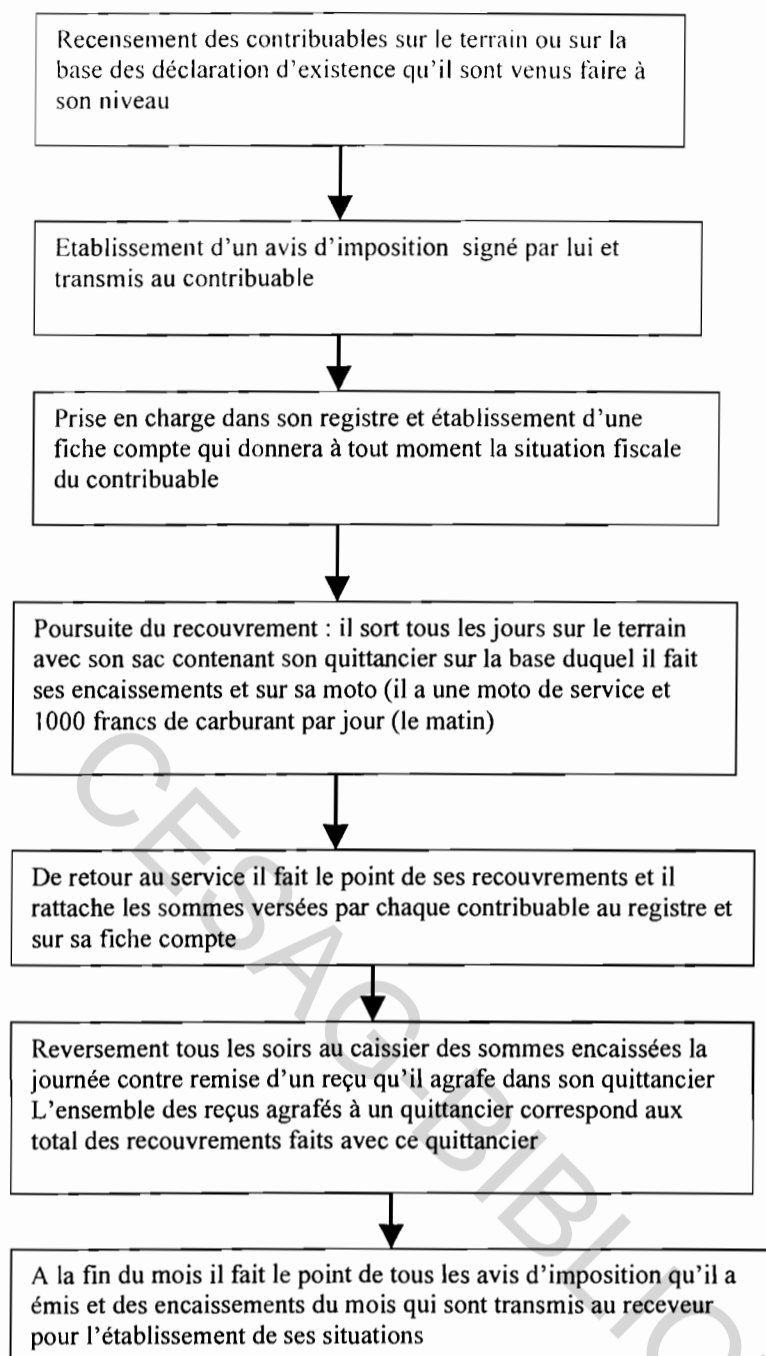 Recensement des contribuables sur le terrain ou sur la
base des déclaration d'existence qu'il sont venus faire à
son niveau
Etablissement d'un avis d'imposition signé par lui et
transmis au contribuable
Prise en charge dans son registre et établissement d'une
fiche compte qui donnera à tout moment la situation fiscale
du contribuable
Poursuite du recouvrement : il sort tous les jours sur le terrain
avec son sac contenant son quittancier sur la base duquel il fait
ses encaissements et sur sa moto (il a une moto de service et
1000 francs de carburant par jour (le matin)
De retour au service il fait le point de ses recouvrements et il
rattache les sommes versées par chaque contribuable au registre et
sur sa fiche compte
Reversement tous les soirs au caissier des sommes encaissées la
journée contre remise d'un reçu qu'il agrafe dans son quittancier
L'ensemble des reçus agrafés à un quittancier correspond aux
total des recouvrements faits avec ce quittancier
A la fin du mois il fait le point de tous les avis d'imposition qu'il a
émis et des encaissements du mois qui sont transmis au receveur
pour l'établissement de ses situations
CESAG-BIBLIO